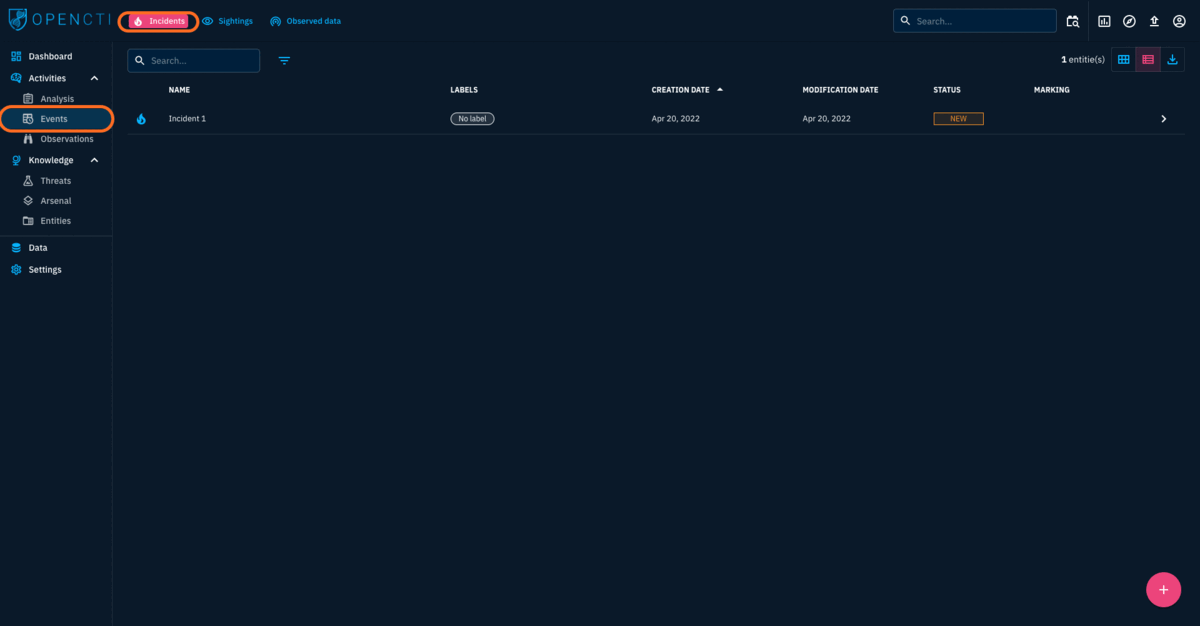 OPENCTI
Incidents
Sightings
Observed data
Search...
Dashboard
Activities
Analysis
Events
Observations
Knowledge
Threats
Arsenal
Entities
Data
Settings
Search...
1 entitie(s)
NAME LABELS CREATION DATE MODIFICATION DATE STATUS MARKING
Incident 1 No label Apr 20, 2022 Apr 20, 2022 NEW